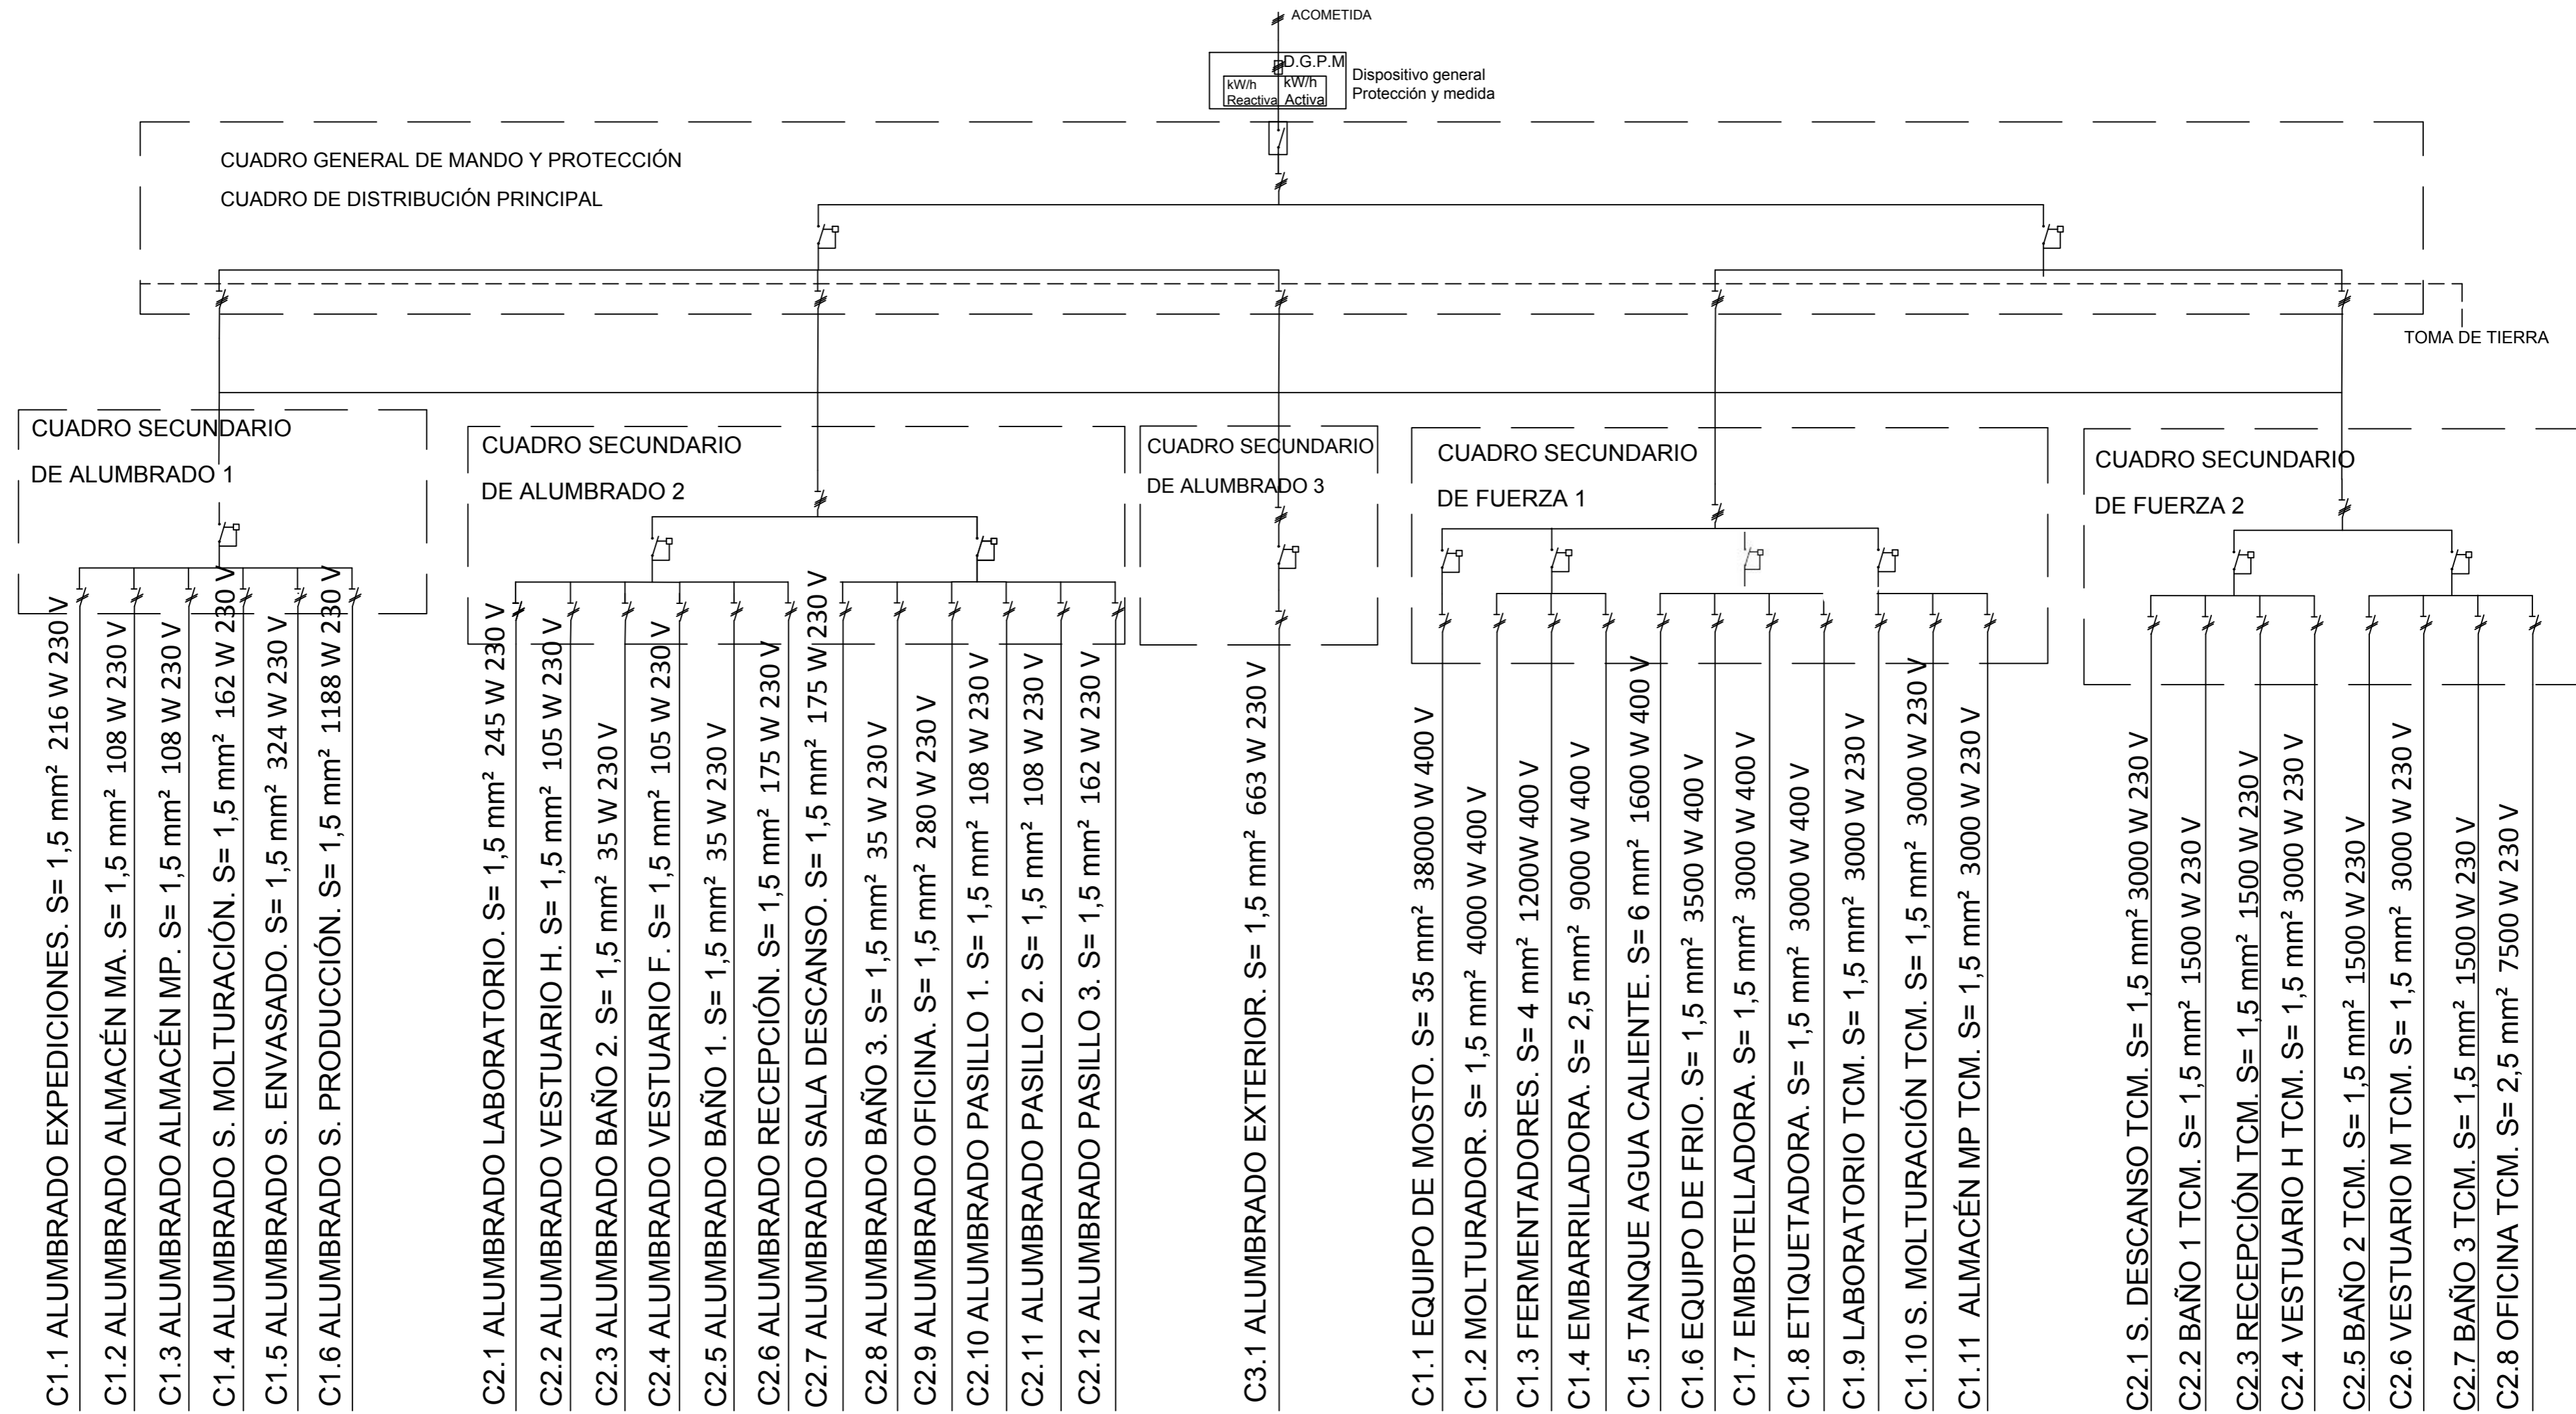 ACOMETIDA
D.G.P.M
kW/h
Reactiva
kW/h
Activa
Dispositivo general
Protección y medida
CUADRO GENERAL DE MANDO Y PROTECCIÓN
CUADRO DE DISTRIBUCIÓN PRINCIPAL
TOMA DE TIERRA
CUADRO SECUNDARIO
DE ALUMBRADO 1
CUADRO SECUNDARIO
DE ALUMBRADO 2
CUADRO SECUNDARIO
DE ALUMBRADO 3
CUADRO SECUNDARIO
DE FUERZA 1
CUADRO SECUNDARIO
DE FUERZA 2
C1.1 ALUMBRADO EXPEDICIONES. S= 1,5 mm² 216 W 230 V
C1.2 ALUMBRADO ALMACÉN MA. S= 1,5 mm² 108 W 230 V
C1.3 ALUMBRADO ALMACÉN MP. S= 1,5 mm² 108 W 230 V
C1.4 ALUMBRADO S. MOLTURACIÓN. S= 1,5 mm² 162 W 230 V
C1.5 ALUMBRADO S. ENVASADO. S= 1,5 mm² 324 W 230 V
C1.6 ALUMBRADO S. PRODUCCIÓN. S= 1,5 mm² 1188 W 230 V
C2.1 ALUMBRADO LABORATORIO. S= 1,5 mm² 245 W 230 V
C2.2 ALUMBRADO VESTUARIO H. S= 1,5 mm² 105 W 230 V
C2.3 ALUMBRADO BAÑO 2. S= 1,5 mm² 35 W 230 V
C2.4 ALUMBRADO VESTUARIO F. S= 1,5 mm² 105 W 230 V
C2.5 ALUMBRADO BAÑO 1. S= 1,5 mm² 35 W 230 V
C2.6 ALUMBRADO RECEPCIÓN. S= 1,5 mm² 175 W 230 V
C2.7 ALUMBRADO SALA DESCANSO. S= 1,5 mm² 175 W 230 V
C2.8 ALUMBRADO BAÑO 3. S= 1,5 mm² 35 W 230 V
C2.9 ALUMBRADO OFICINA. S= 1,5 mm² 280 W 230 V
C2.10 ALUMBRADO PASILLO 1. S= 1,5 mm² 108 W 230 V
C2.11 ALUMBRADO PASILLO 2. S= 1,5 mm² 108 W 230 V
C2.12 ALUMBRADO PASILLO 3. S= 1,5 mm² 162 W 230 V
C3.1 ALUMBRADO EXTERIOR. S= 1,5 mm² 663 W 230 V
C1.1 EQUIPO DE MOSTO. S= 35 mm² 38000 W 400 V
C1.2 MOLTURADOR. S= 1,5 mm² 4000 W 400 V
C1.3 FERMENTADORES. S= 4 mm² 1200W 400 V
C1.4 EMBARRILADORA. S= 2,5 mm² 9000 W 400 V
C1.5 TANQUE AGUA CALIENTE. S= 6 mm² 1600 W 400 V
C1.6 EQUIPO DE FRIO. S= 1,5 mm² 3500 W 400 V
C1.7 EMBOTELLADORA. S= 1,5 mm² 3000 W 400 V
C1.8 ETIQUETADORA. S= 1,5 mm² 3000 W 400 V
C1.9 LABORATORIO TCM. S= 1,5 mm² 3000 W 230 V
C1.10 S. MOLTURACIÓN TCM. S= 1,5 mm² 3000 W 230 V
C1.11 ALMACÉN MP TCM. S= 1,5 mm² 3000 W 230 V
C2.1 S. DESCANSO TCM. S= 1,5 mm² 3000 W 230 V
C2.2 BAÑO 1 TCM. S= 1,5 mm² 1500 W 230 V
C2.3 RECEPCIÓN TCM. S= 1,5 mm² 1500 W 230 V
C2.4 VESTUARIO H TCM. S= 1,5 mm² 3000 W 230 V
C2.5 BAÑO 2 TCM. S= 1,5 mm² 1500 W 230 V
C2.6 VESTUARIO M TCM. S= 1,5 mm² 3000 W 230 V
C2.7 BAÑO 3 TCM. S= 1,5 mm² 1500 W 230 V
C2.8 OFICINA TCM. S= 2,5 mm² 7500 W 230 V